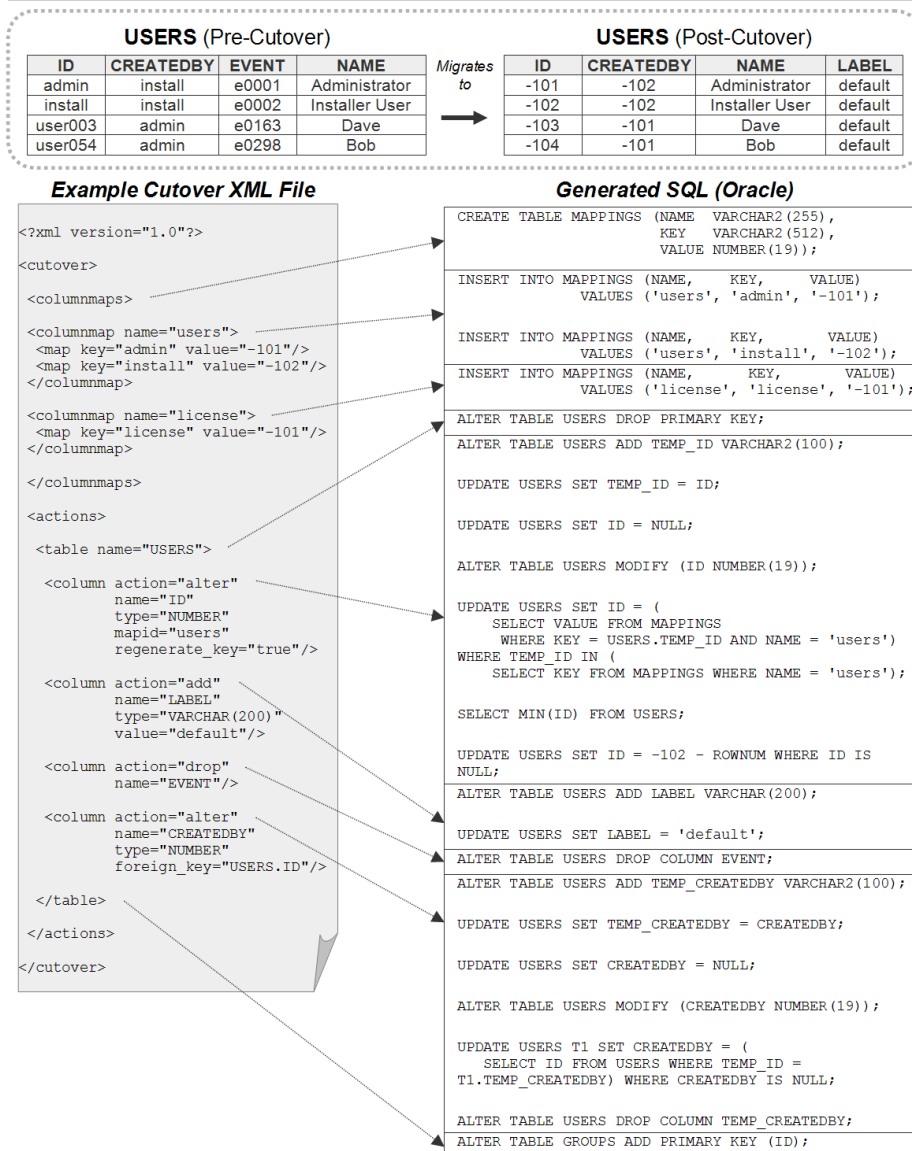 USERS (Pre-Cutover)
ID CREATEDBY EVENT NAME
admin install e0001 Administrator
install install e0002 Installer User
user003 admin e0163 Dave
user054 admin e0298 Bob
Migrates
to
USERS (Post-Cutover)
ID CREATEDBY NAME LABEL
-101 -102 Administrator default
-102 -102 Installer User default
-103 -101 Dave default
-104 -101 Bob default
Example Cutover XML File
<?xml version="1.0"?>
<cutover>
<columnmaps>
<columnmap name="users">
<map key="admin" value="-101"/>
<map key="install" value="-102"/>
</columnmap>
<columnmap name="license">
<map key="license" value="-101"/>
</columnmap>
</columnmaps>
<actions>
<table name="USERS">
<column action="alter"
name="ID"
type="NUMBER"
mapid="users"
regenerate_key="true"/>
<column action="add"
name="LABEL"
type="VARCHAR(200)"
value="default"/>
<column action="drop"
name="EVENT"/>
<column action="alter"
name="CREATEDBY"
type="NUMBER"
foreign_key="USERS.ID"/>
</table>
</actions>
</cutover>
Generated SQL (Oracle)
CREATE TABLE MAPPINGS (NAME VARCHAR2(255),
KEY VARCHAR2(512),
VALUE NUMBER(19));
INSERT INTO MAPPINGS (NAME, KEY, VALUE)
VALUES ('users', 'admin', '-101');
INSERT INTO MAPPINGS (NAME, KEY, VALUE)
VALUES ('users', 'install', '-102');
INSERT INTO MAPPINGS (NAME, KEY, VALUE)
VALUES ('license', 'license', '-101');
ALTER TABLE USERS DROP PRIMARY KEY;
ALTER TABLE USERS ADD TEMP_ID VARCHAR2(100);
UPDATE USERS SET TEMP_ID = ID;
UPDATE USERS SET ID = NULL;
ALTER TABLE USERS MODIFY (ID NUMBER(19));
UPDATE USERS SET ID = (
SELECT VALUE FROM MAPPINGS
WHERE KEY = USERS.TEMP_ID AND NAME = 'users')
WHERE TEMP_ID IN (
SELECT KEY FROM MAPPINGS WHERE NAME = 'users');
SELECT MIN(ID) FROM USERS;
UPDATE USERS SET ID = -102 - ROWNUM WHERE ID IS
NULL;
ALTER TABLE USERS ADD LABEL VARCHAR(200);
UPDATE USERS SET LABEL = 'default';
ALTER TABLE USERS DROP COLUMN EVENT;
ALTER TABLE USERS ADD TEMP_CREATEDBY VARCHAR2(100);
UPDATE USERS SET TEMP_CREATEDBY = CREATEDBY;
UPDATE USERS SET CREATEDBY = NULL;
ALTER TABLE USERS MODIFY (CREATEDBY NUMBER(19));
UPDATE USERS T1 SET CREATEDBY = (
SELECT ID FROM USERS WHERE TEMP_ID =
T1.TEMP_CREATEDBY) WHERE CREATEDBY IS NULL;
ALTER TABLE USERS DROP COLUMN TEMP_CREATEDBY;
ALTER TABLE GROUPS ADD PRIMARY KEY (ID);